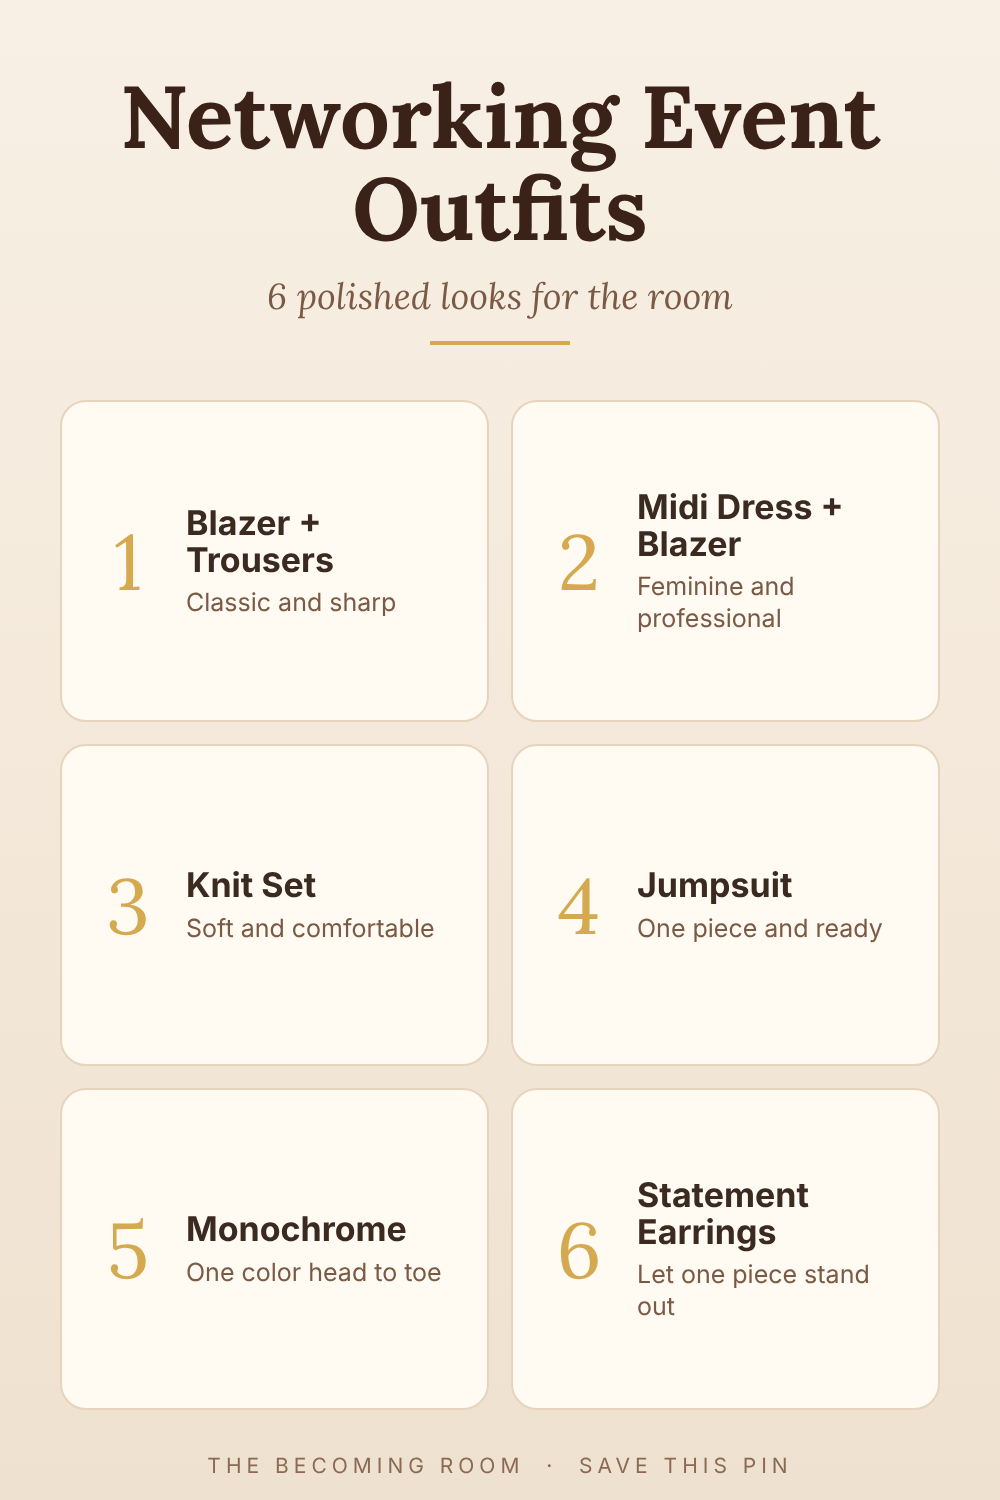 Networking Event
Outfits
6 polished looks for the room
1
Blazer +
Trousers
Classic and sharp
2
Midi Dress +
Blazer
Feminine and
professional
3
Knit Set
Soft and comfortable
4
Jumpsuit
One piece and ready
5
Monochrome
One color head to toe
6
Statement
Earrings
Let one piece stand
out
THE BECOMING ROOM · SAVE THIS PIN